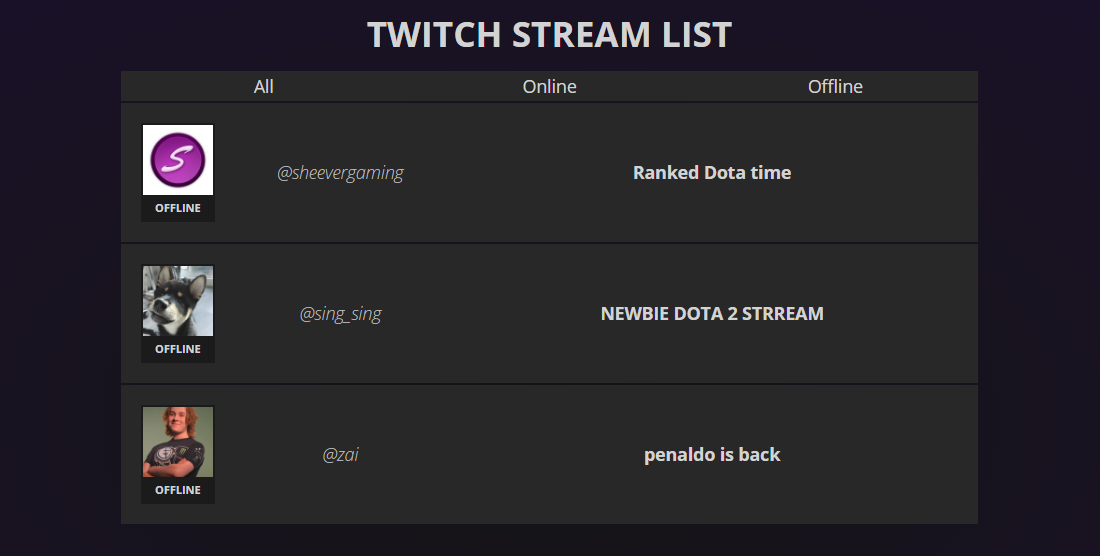 TWITCH STREAM LIST
All Online Offline
S
OFFLINE
@sheevergaming
Ranked Dota time
OFFLINE
@sing_sing
NEWBIE DOTA 2 STRREAM
OFFLINE
@zai
penaldo is back